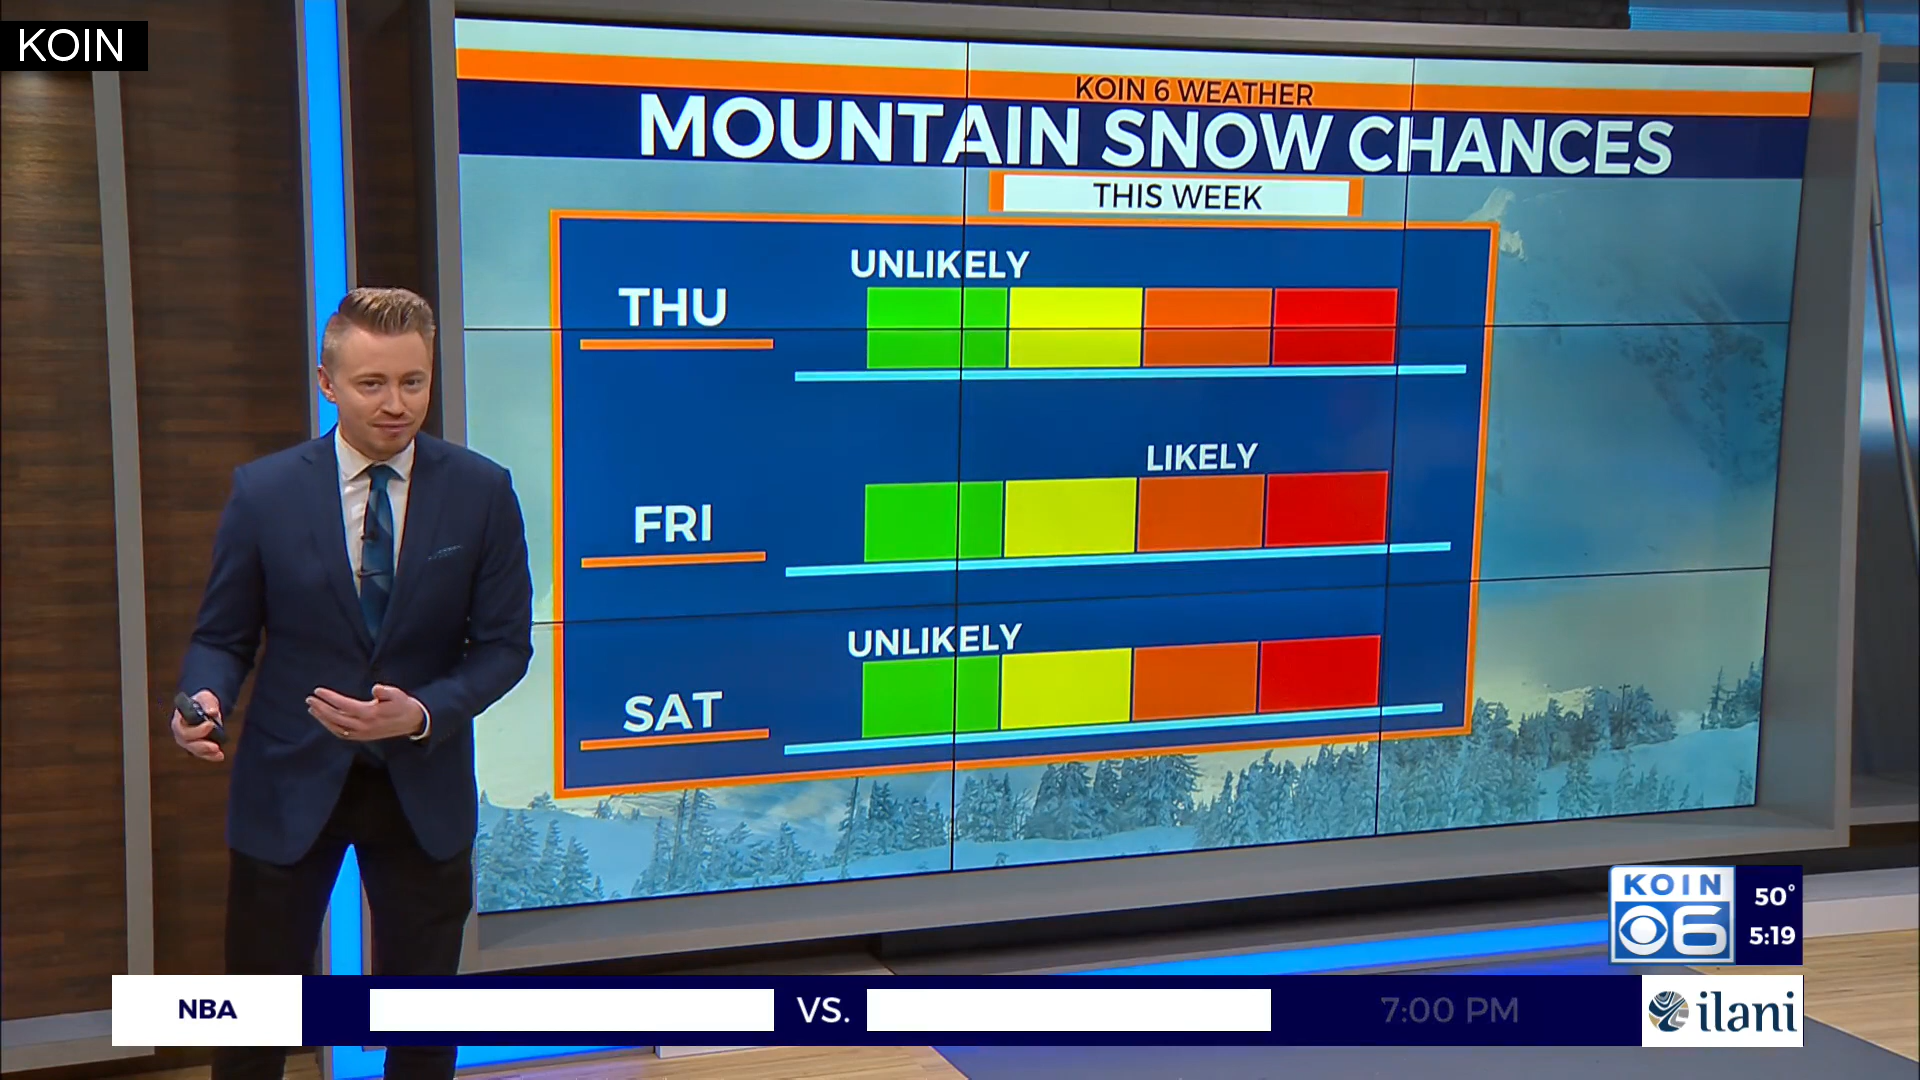 KOIN
KOIN 6 WEATHER
MOUNTAIN SNOW CHANCES
THIS WEEK
UNLIKELY
THU
LIKELY
FRI
UNLIKELY
SAT
KOIN
6
50°
5:19
NBA
VS.
7:00 PM
ilani